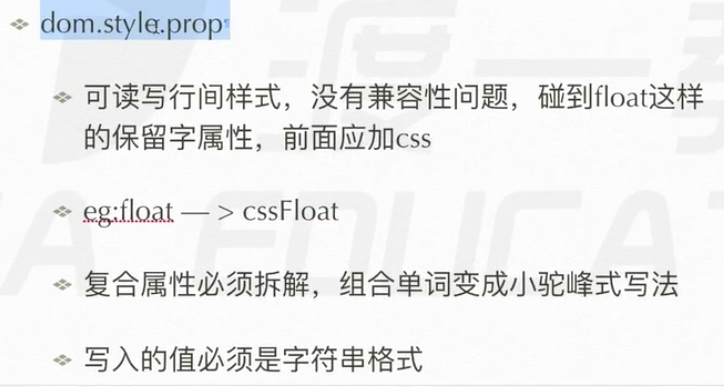 dom.style.prop
可读写行间样式，没有兼容性问题，碰到float这样
的保留字属性，前面应加css
eg:float — > cssFloat
复合属性必须拆解，组合单词变成小驼峰式写法
写入的值必须是字符串格式